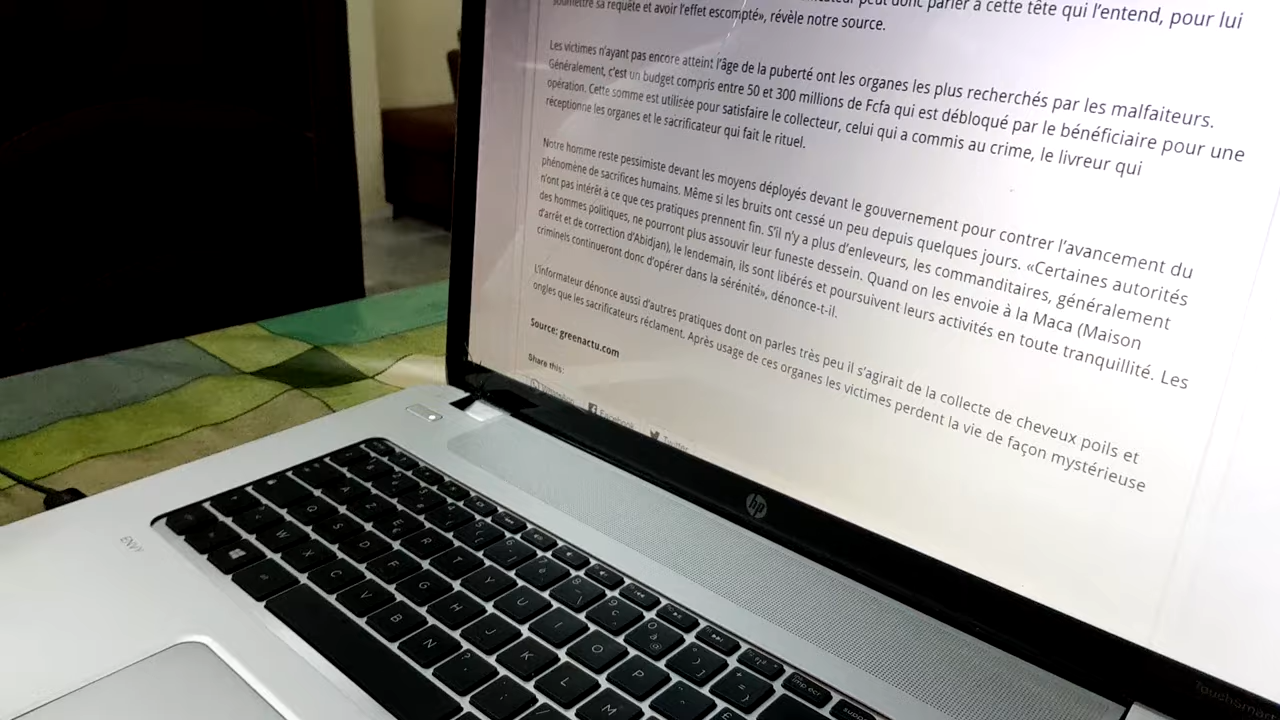 peut donc parler à cette tête qui l'entend, pour lui
soumettre sa requête et avoir l'effet escompté», révèle notre source.
Les victimes n'ayant pas encore atteint l'âge de la puberté ont les organes les plus recherchés par les malfaiteurs.
Généralement, c'est un budget compris entre 50 et 300 millions de Fcfa qui est débloqué par le bénéficiaire pour une
opération. Cette somme est utilisée pour satisfaire le collecteur, celui qui a commis au crime, le livreur qui
réceptionne les organes et le sacrificateur qui fait le rituel.
Notre homme reste pessimiste devant les moyens déployés devant le gouvernement pour contrer l'avancement du
phénomène de sacrifices humains. Même si les bruits ont cessé un peu depuis quelques jours. «Certaines autorités
n'ont pas intérêt à ce que ces pratiques prennent fin. S'il n'y a plus d'enleveurs, les commanditaires, généralement
des hommes politiques, ne pourront plus assouvir leur funeste dessein. Quand on les envoie à la Maca (Maison
d'arrêt et de correction d'Abidjan), le lendemain, ils sont libérés et poursuivent leurs activités en toute tranquillité. Les
criminels continueront donc d'opérer dans la sérénité», dénonce-t-il.
L'informateur dénonce aussi d'autres pratiques dont on parles très peu il s'agirait de la collecte de cheveux poils et
ongles que les sacrificateurs réclament. Après usage de ces organes les victimes perdent la vie de façon mystérieuse
Source: greenactu.com
Share this:
WhatsApp Facebook Twitter
hp
ENVY
A Z E R T Y U I O P
Q S D F G H J K L M
W X C V B N